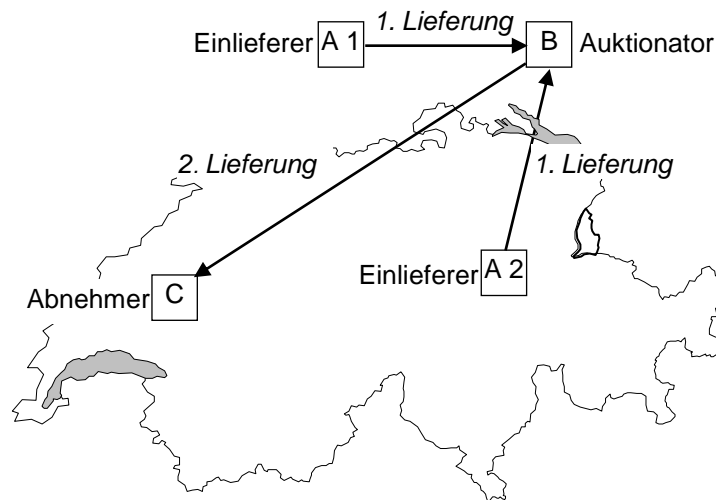 1. Lieferung
Einlieferer A 1 B Auktionator
2. Lieferung 1. Lieferung
Einlieferer A 2
Abnehmer C